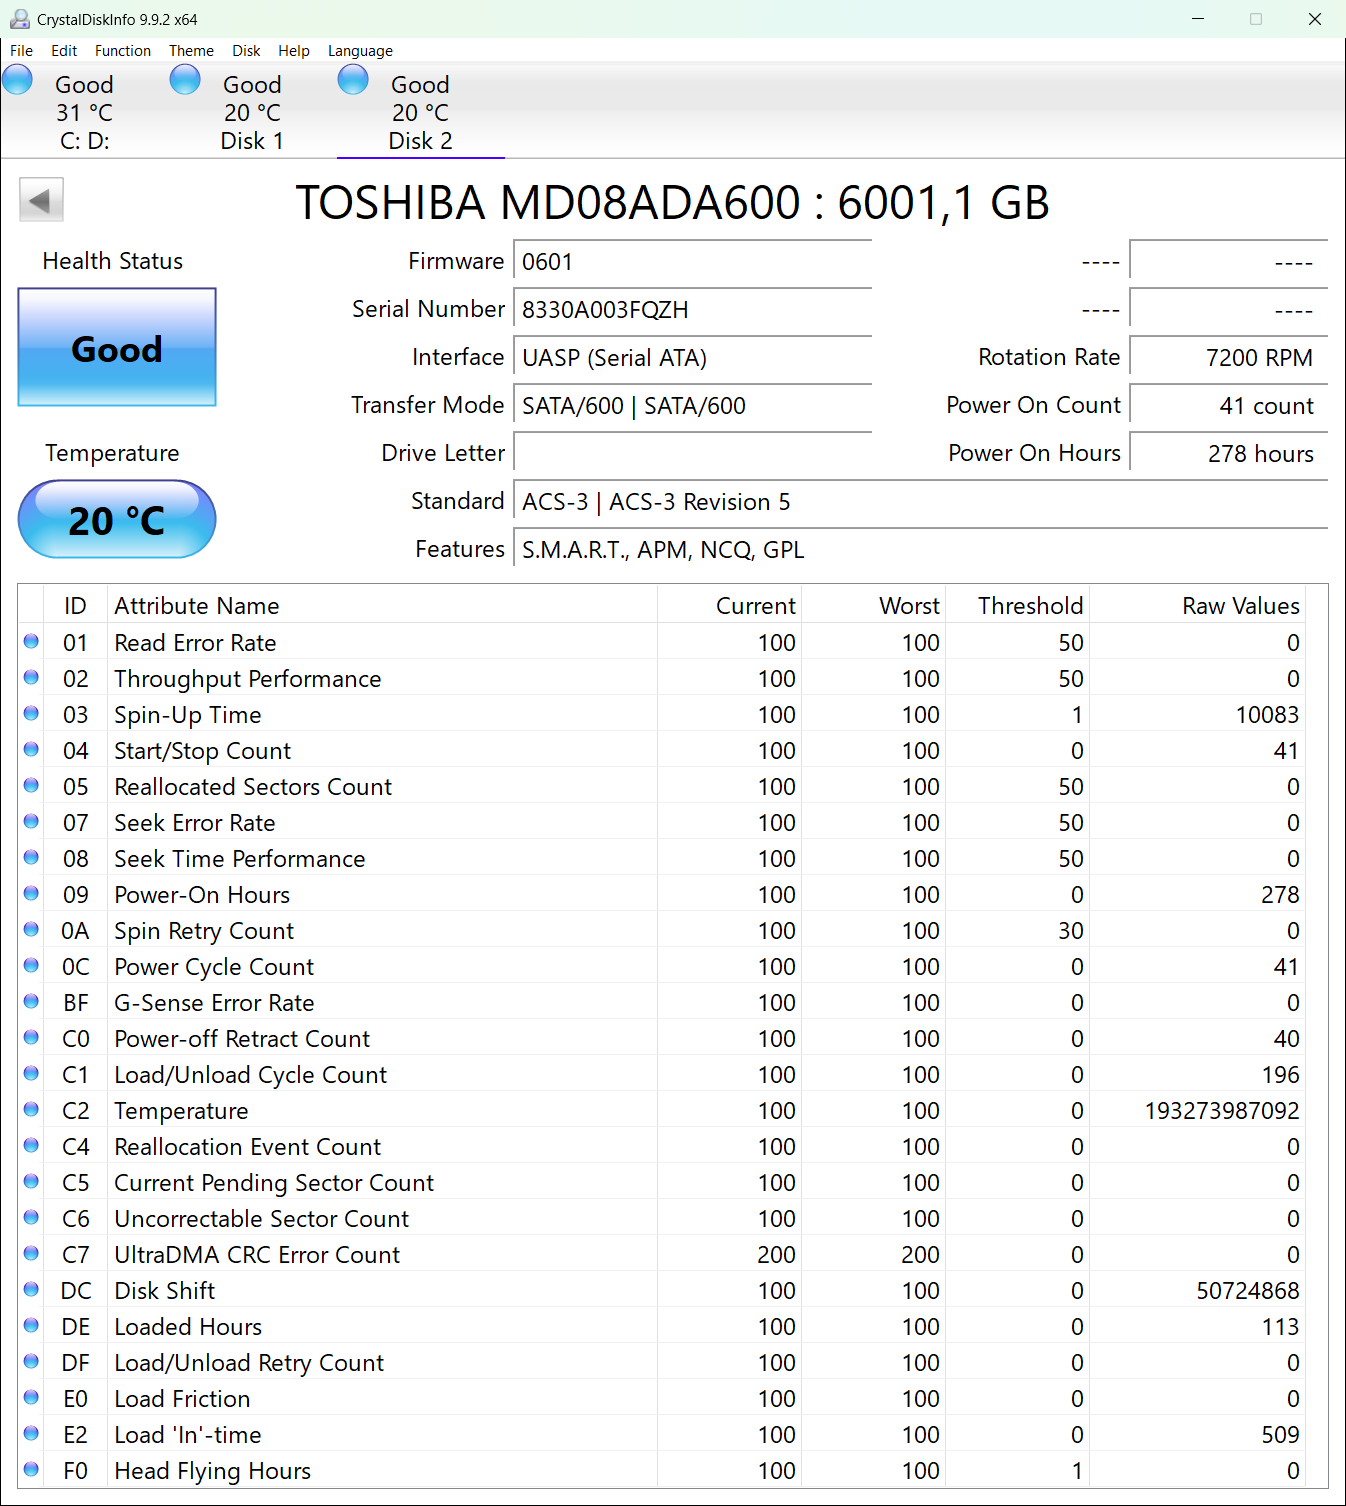 CrystalDiskInfo 9.9.2 x64
File Edit Function Theme Disk Help Language
Good Good Good
31 °C 20 °C 20 °C
C: D: Disk 1 Disk 2
TOSHIBA MD08ADA600 : 6001,1 GB
Health Status
Good
Temperature
20 °C
Firmware 0601 ---- ----
Serial Number 8330A003FQZH ---- ----
Interface UASP (Serial ATA) Rotation Rate 7200 RPM
Transfer Mode SATA/600 | SATA/600 Power On Count 41 count
Drive Letter Power On Hours 278 hours
Standard ACS-3 | ACS-3 Revision 5
Features S.M.A.R.T., APM, NCQ, GPL
ID Attribute Name Current Worst Threshold Raw Values
01 Read Error Rate 100 100 50 0
02 Throughput Performance 100 100 50 0
03 Spin-Up Time 100 100 1 10083
04 Start/Stop Count 100 100 0 41
05 Reallocated Sectors Count 100 100 50 0
07 Seek Error Rate 100 100 50 0
08 Seek Time Performance 100 100 50 0
09 Power-On Hours 100 100 0 278
0A Spin Retry Count 100 100 30 0
0C Power Cycle Count 100 100 0 41
BF G-Sense Error Rate 100 100 0 0
C0 Power-off Retract Count 100 100 0 40
C1 Load/Unload Cycle Count 100 100 0 196
C2 Temperature 100 100 0 193273987092
C4 Reallocation Event Count 100 100 0 0
C5 Current Pending Sector Count 100 100 0 0
C6 Uncorrectable Sector Count 100 100 0 0
C7 UltraDMA CRC Error Count 200 200 0 0
DC Disk Shift 100 100 0 50724868
DE Loaded Hours 100 100 0 113
DF Load/Unload Retry Count 100 100 0 0
E0 Load Friction 100 100 0 0
E2 Load 'In'-time 100 100 0 509
F0 Head Flying Hours 100 100 1 0